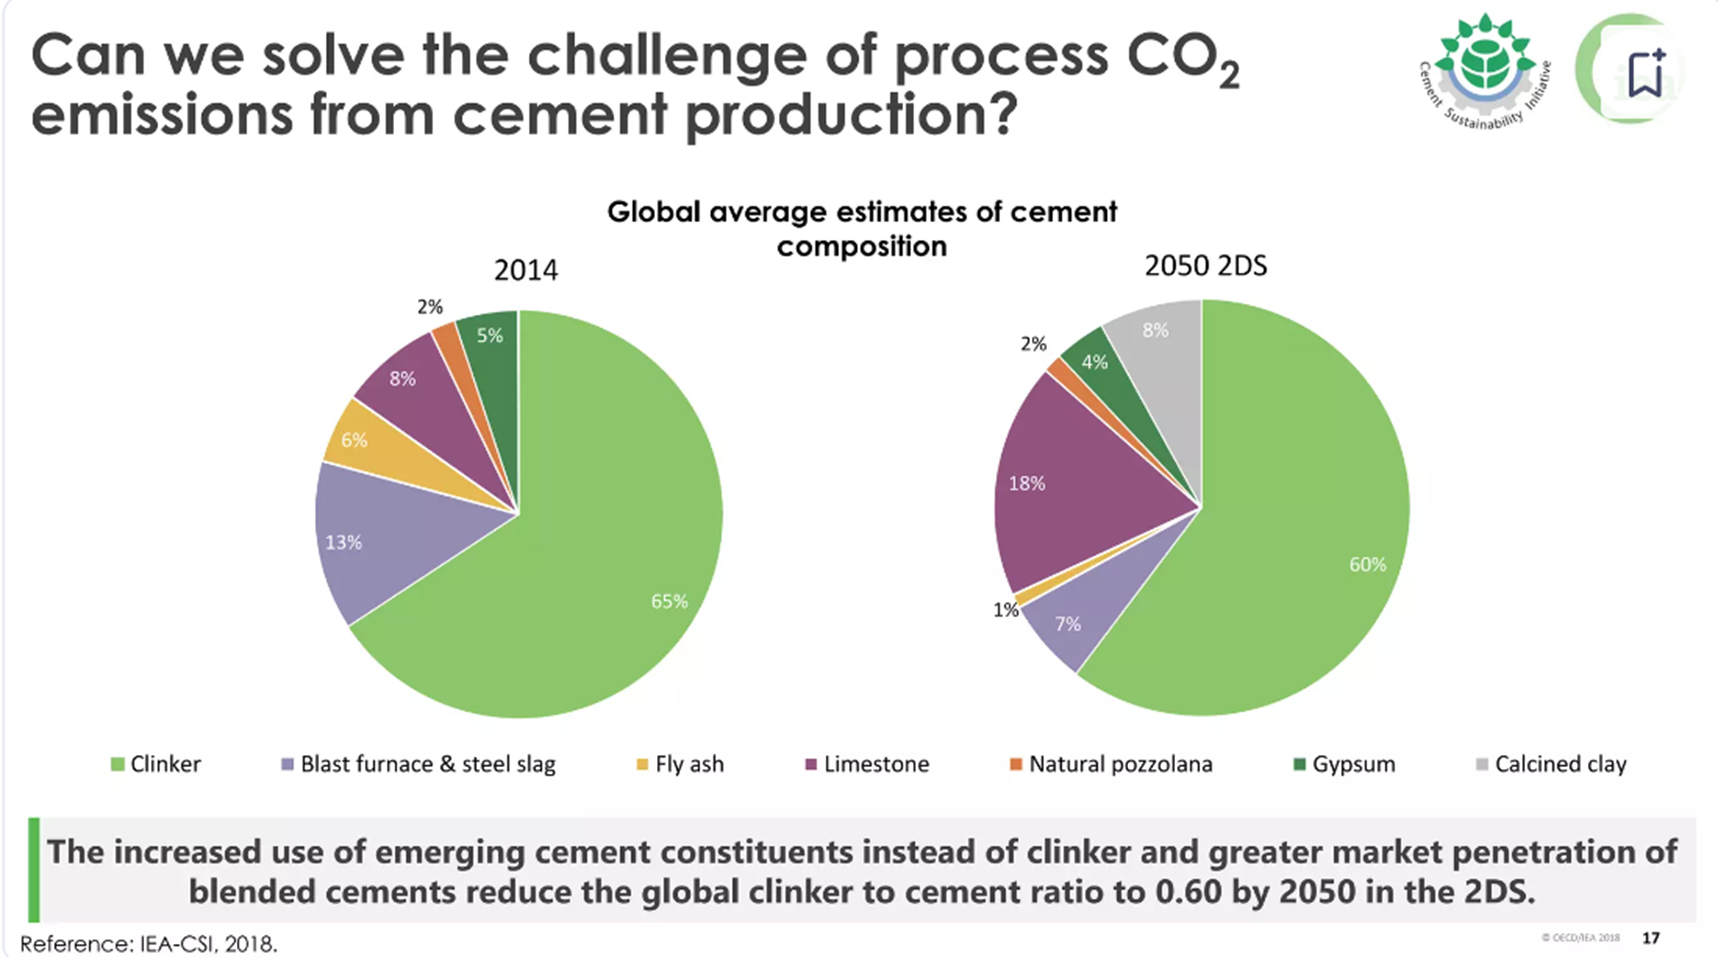 Can we solve the challenge of process CO₂
emissions from cement production?
Cement Sustainability Initiative
Global average estimates of cement
composition
2014
2050 2DS
2%
5%
8%
6%
13%
65%
8%
4%
2%
18%
1%
7%
60%
Clinker
Blast furnace & steel slag
Fly ash
Limestone
Natural pozzolana
Gypsum
Calcined clay
The increased use of emerging cement constituents instead of clinker and greater market penetration of
blended cements reduce the global clinker to cement ratio to 0.60 by 2050 in the 2DS.
Reference: IEA-CSI, 2018.
© OECD/IEA 2018
17